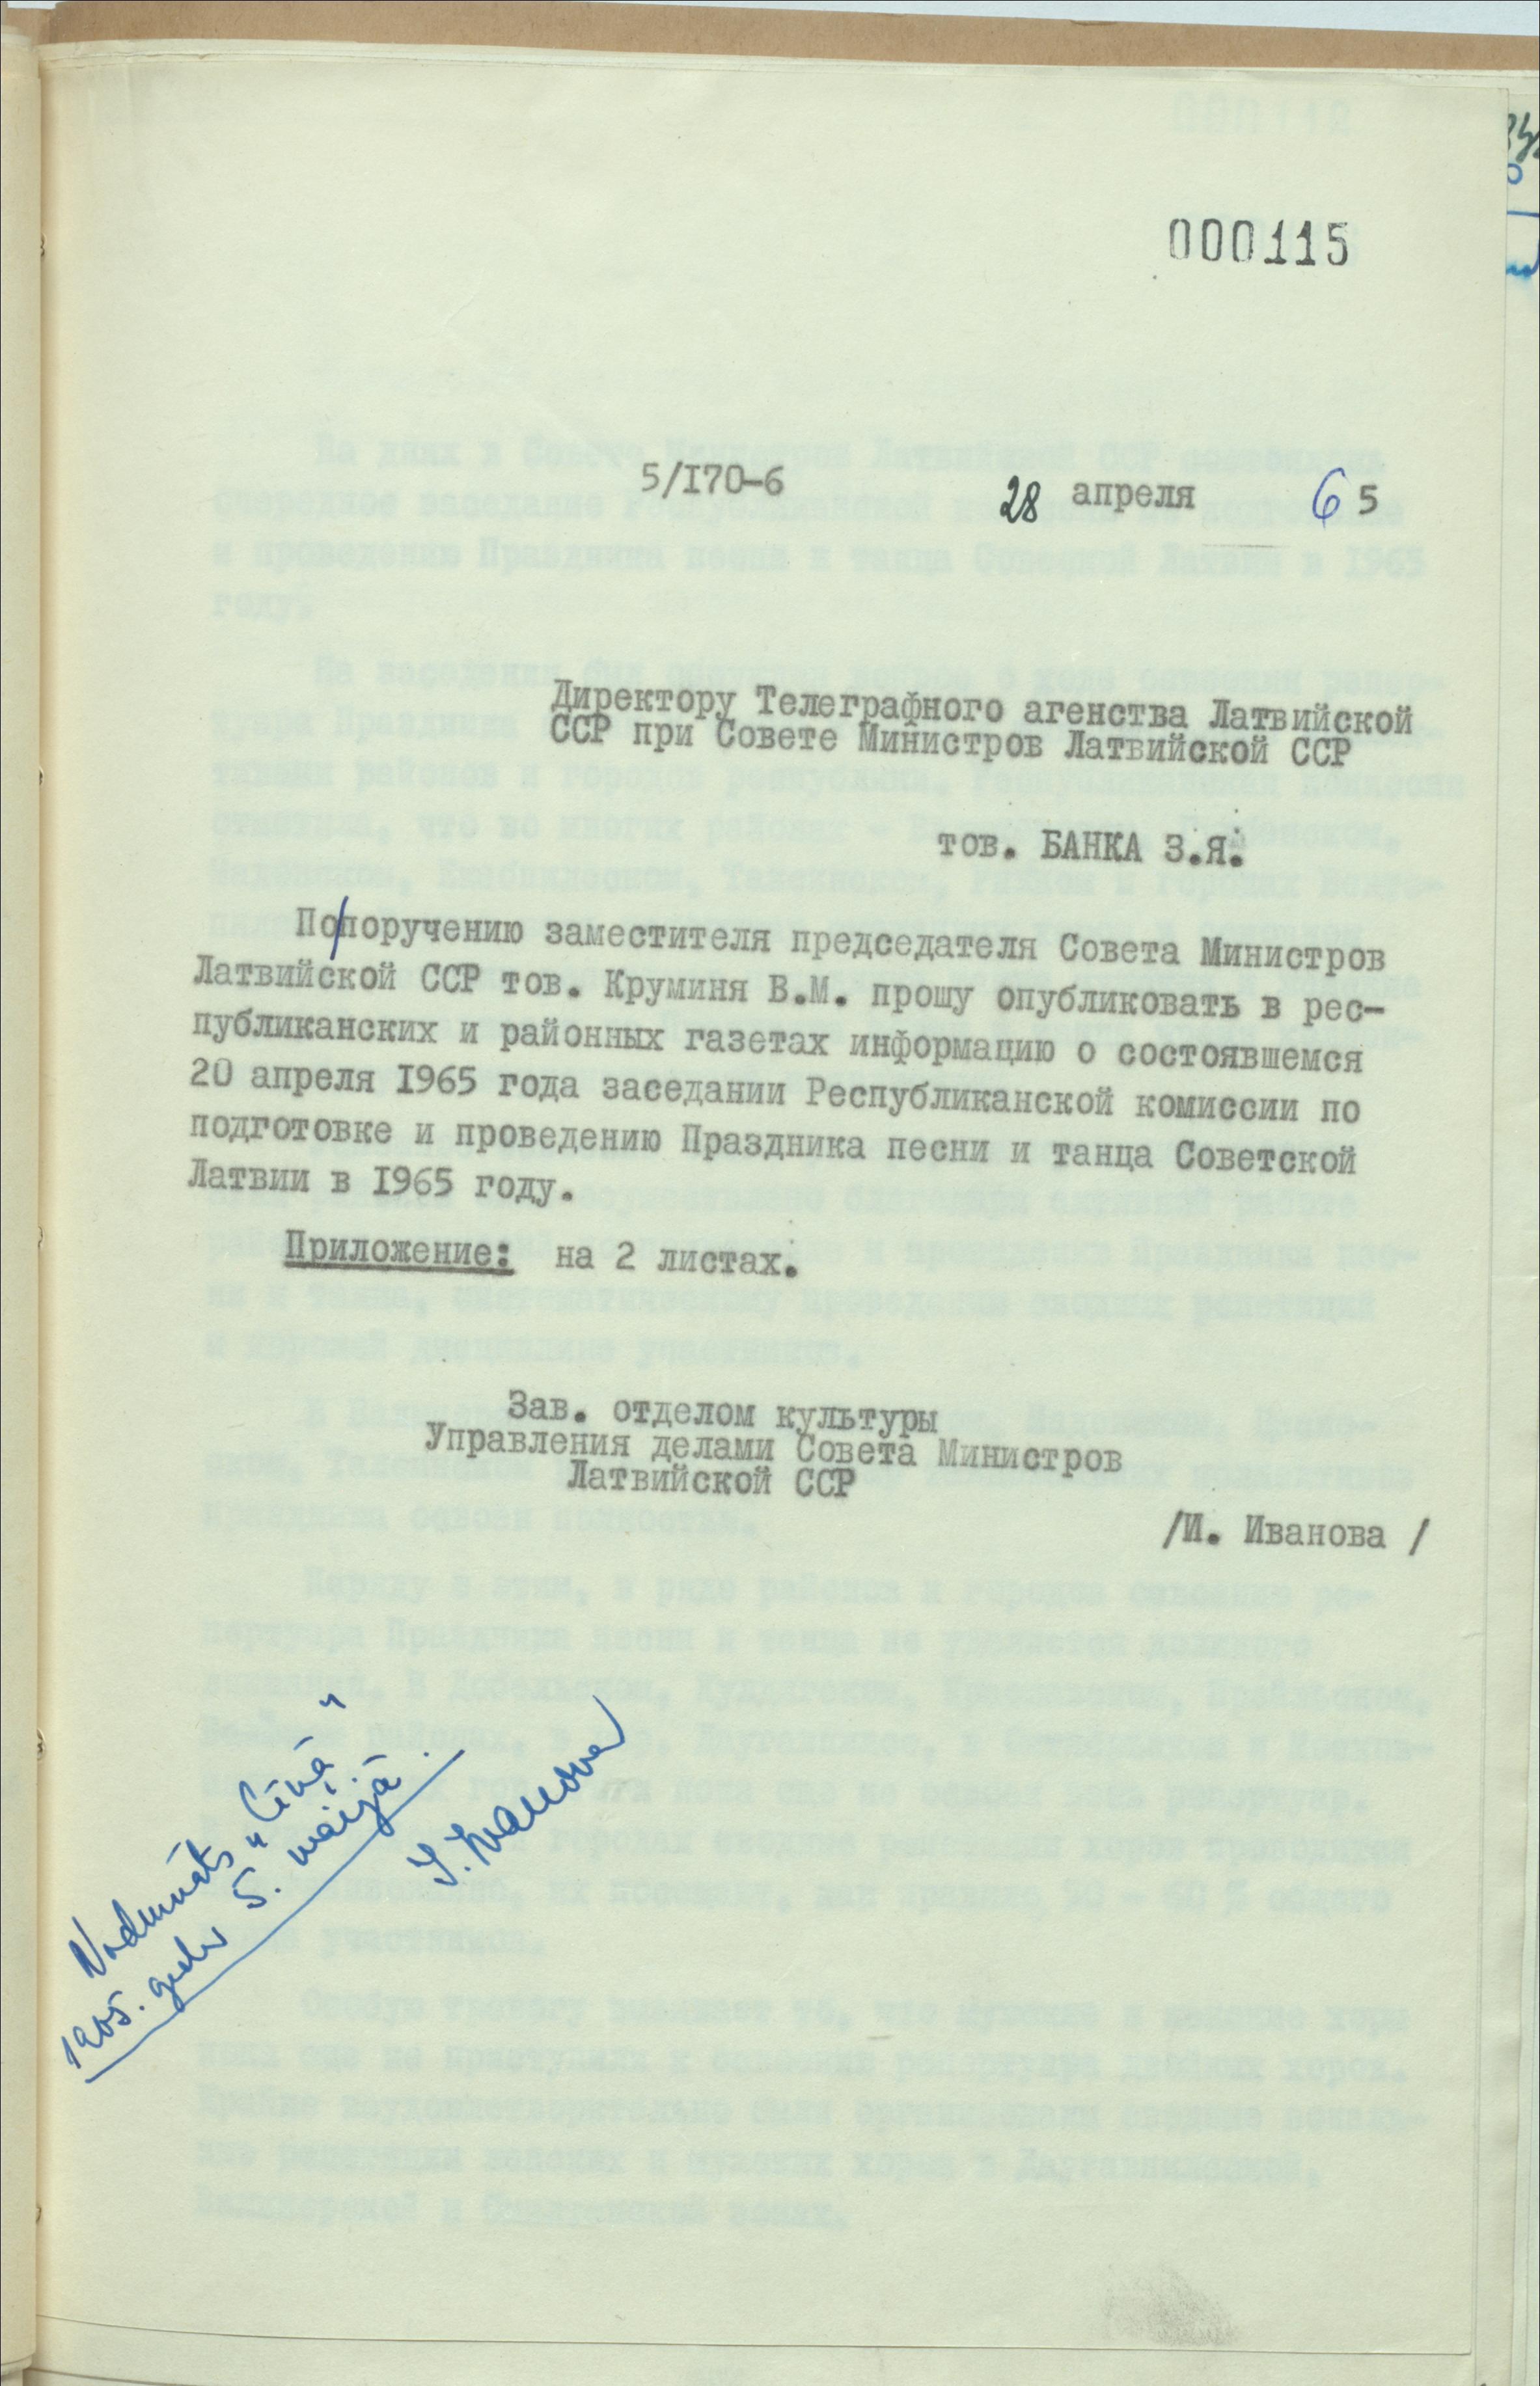 000115
5/I70-6
28 апреля 65
Директору Телеграфного агенства Латвийской
ССР при Совете Министров Латвийской ССР
тов. БАНКА З.Я.
По/поручению заместителя председателя Совета Министров
Латвийской ССР тов. Круминя В.М. прошу опубликовать в рес-
публиканских и районных газетах информацию о состоявшемся
20 апреля 1965 года заседании Республиканской комиссии по
подготовке и проведению Праздника песни и танца Советской
Латвии в 1965 году.
Приложение: на 2 листах.
Зав. отделом культуры
Управления делами Совета Министров
Латвийской ССР
/И. Иванова /
"Cīņā"
1965. 5. maijā.
I. Ivanova